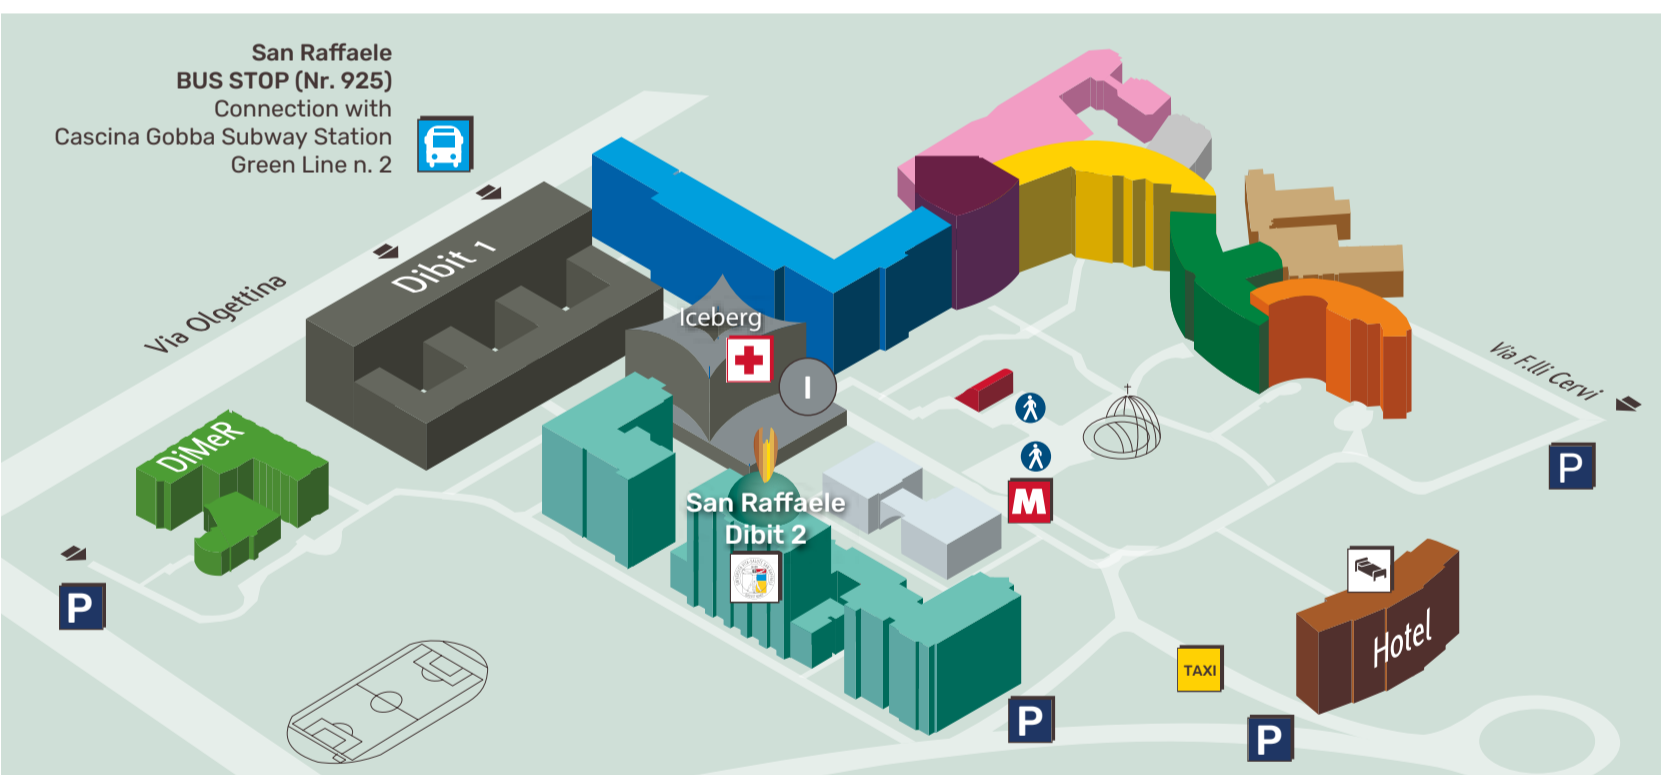 San Raffaele
BUS STOP (Nr. 925)
Connection with
Cascina Gobba Subway Station
Green Line n. 2
Via Olgettina
Dibit 1
Iceberg
I
DiMeR
San Raffaele
Dibit 2
M
Via F.lli Cervi
P
P
Hotel
TAXI
P
P